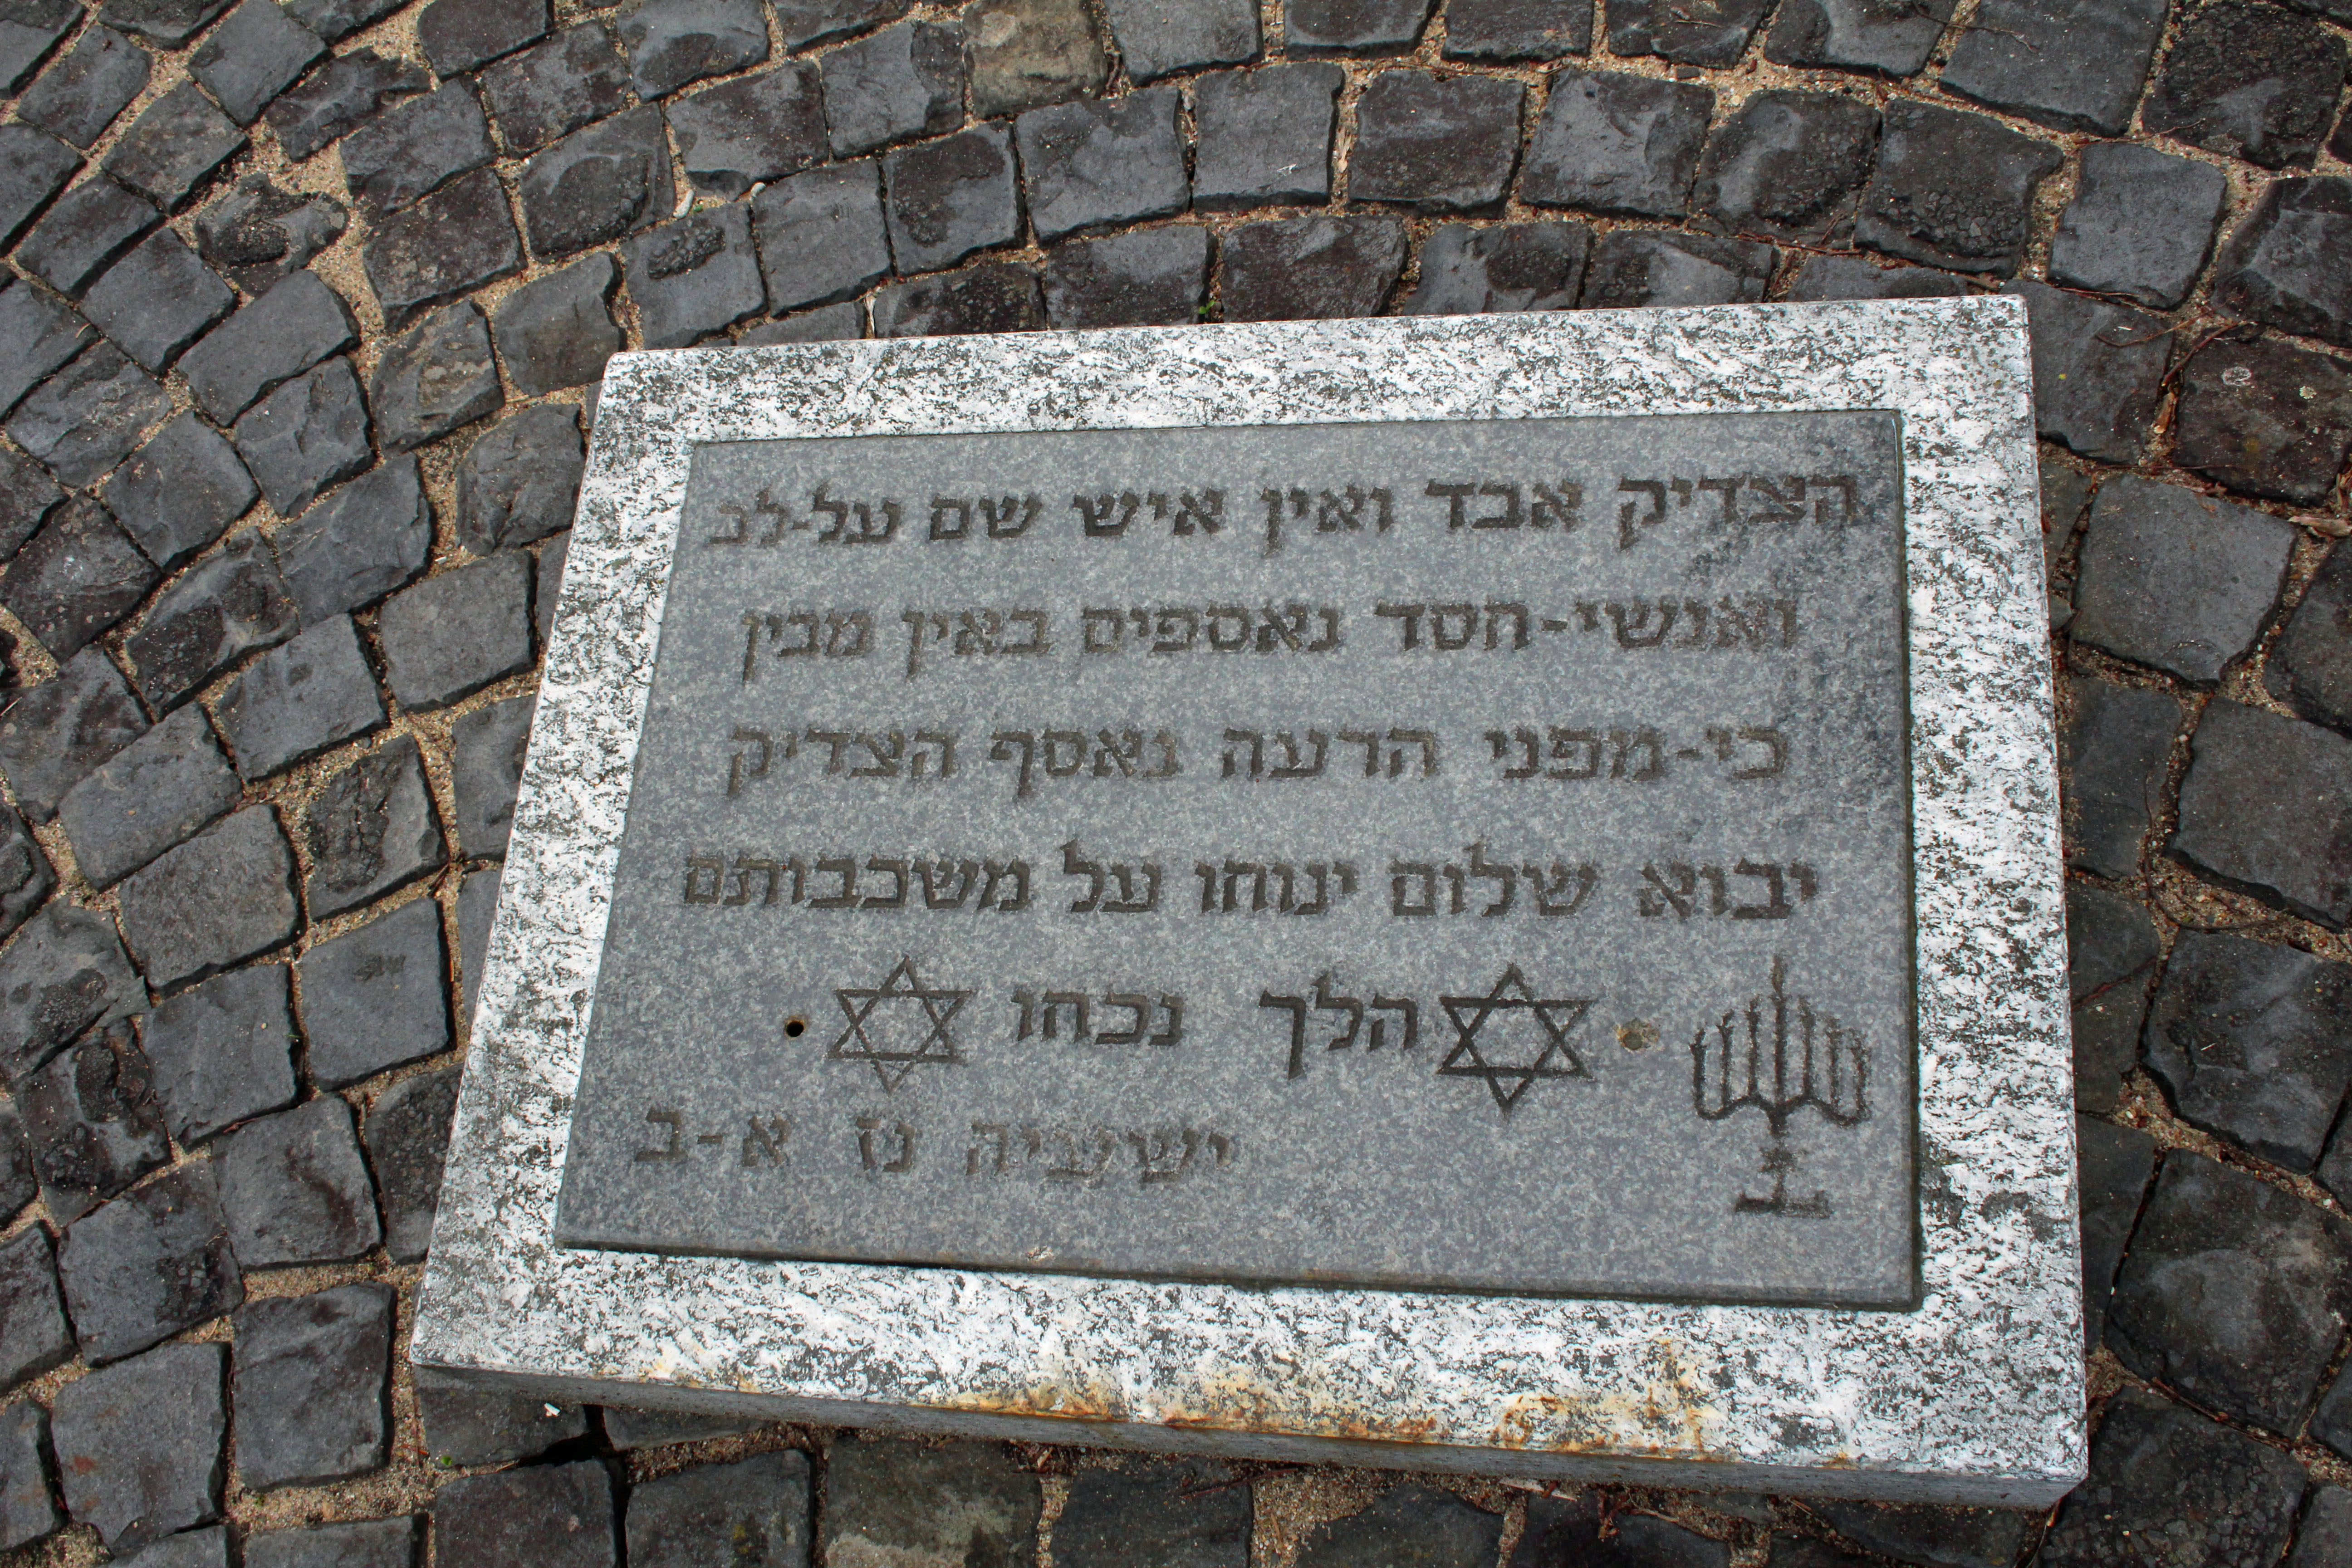 הצדיק אבד ואין איש שם על-לב
ואנשי-חסד נאספים באין מבין
כי-מפני הרעה נאסף הצדיק
יבוא שלום ינוחו על משכבותם
הלך נכחו
ישעיה נז א-ב